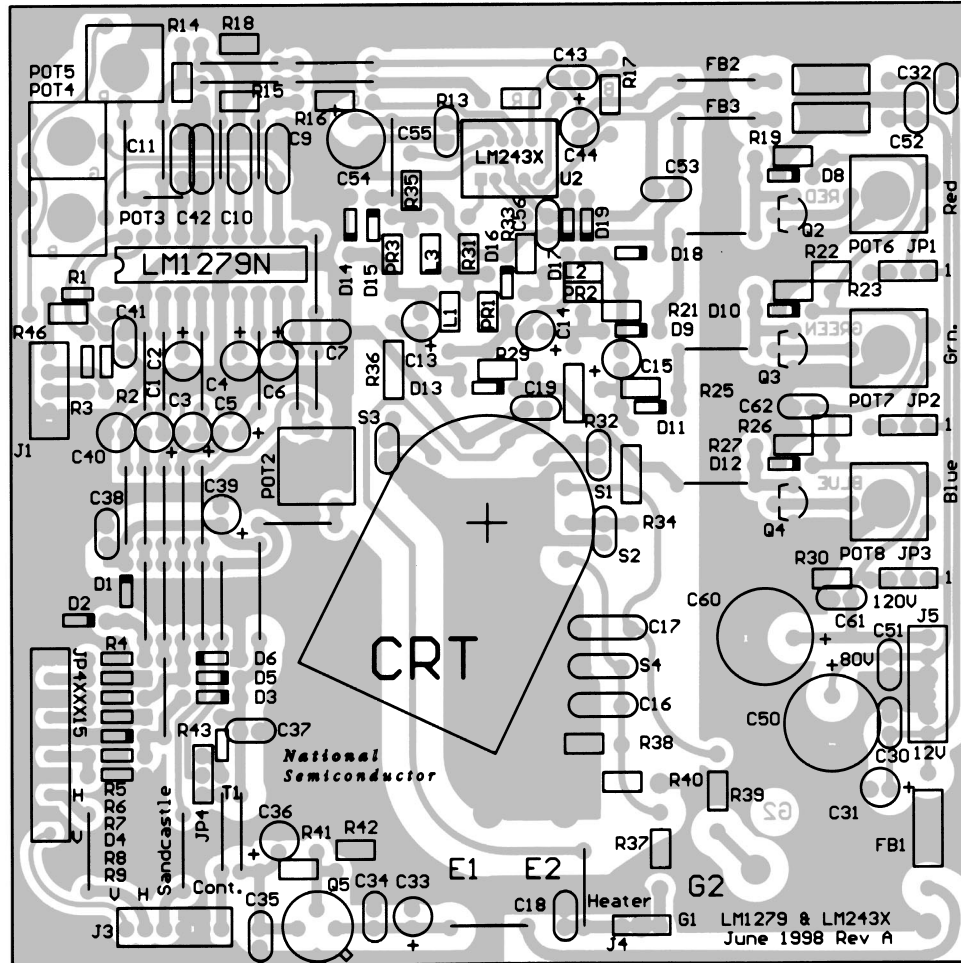 R14
R18
POT5
POT4
R15
R16
C11
C9
POT3
C42
C10
C54
C55
R13
C43
R17
C44
LM243X
U2
FB2
FB3
C32
C52
R19
D8
C53
RED
Q2
POT6
JP1
1
Red
R35
R33
C56
D19
D16
D17
D18
LM1279N
D14
D15
PR3
L3
R31
L2
PR2
R22
R23
R1
R46
C41
C7
L1
PR1
C14
R21
D9
D10
GREEN
Grn.
C1
C2
C4
C6
R36
C13
R29
D13
C15
Q3
POT7
JP2
1
R2
R3
C3
C5
C19
R32
D11
R25
C62
R26
R27
D12
J1
C40
S3
S1
POT2
C38
C39
R34
S2
BLUE
Q4
POT8
JP3
1
Blue
D1
D2
R30
C61
120V
C60
J5
C51
80V
R4
D6
D5
D3
JP4XXX15
CRT
C17
S4
C16
C50
C30
12V
C37
R43
National
Semiconductor
R38
R40
R39
C31
FB1
G2
R5
R6
R7
D4
R8
R9
T1
JP4
C36
R41
R42
R37
Sandcastle
V
H
Cont.
Q5
E1
E2
G2
J3
C35
C34
C33
C18
Heater
J4
G1
LM1279 & LM243X
June 1998 Rev A